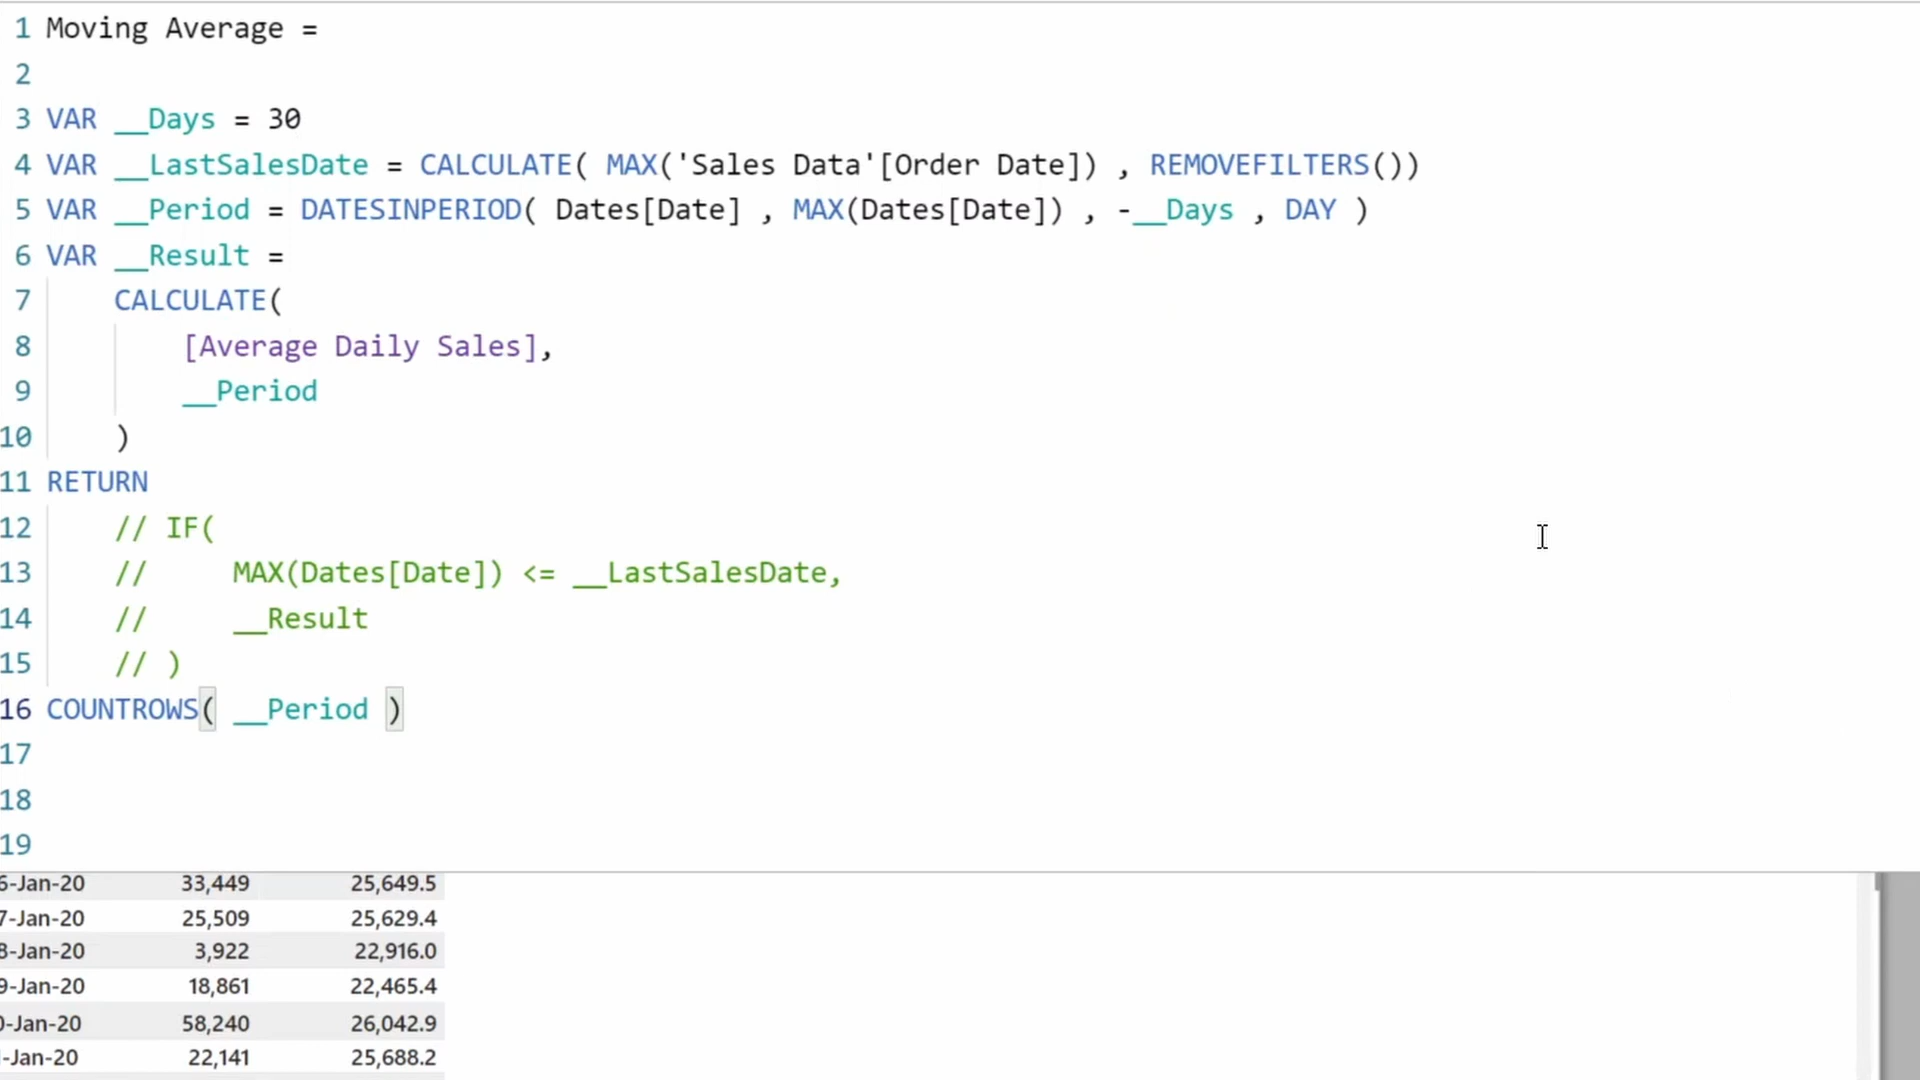 1 Moving Average =
2
3 VAR __Days = 30
4 VAR __LastSalesDate = CALCULATE( MAX('Sales Data'[Order Date]) , REMOVEFILTERS())
5 VAR __Period = DATESINPERIOD( Dates[Date] , MAX(Dates[Date]) , -__Days , DAY )
6 VAR __Result =
7 CALCULATE(
8 [Average Daily Sales],
9 __Period
10 )
11 RETURN
12 // IF(
13 // MAX(Dates[Date]) <= __LastSalesDate,
14 // __Result
15 // )
16 COUNTROWS( __Period )
17
18
19
6-Jan-20 33,449 25,649.5
7-Jan-20 25,509 25,629.4
8-Jan-20 3,922 22,916.0
9-Jan-20 18,861 22,465.4
0-Jan-20 58,240 26,042.9
-Jan-20 22,141 25,688.2